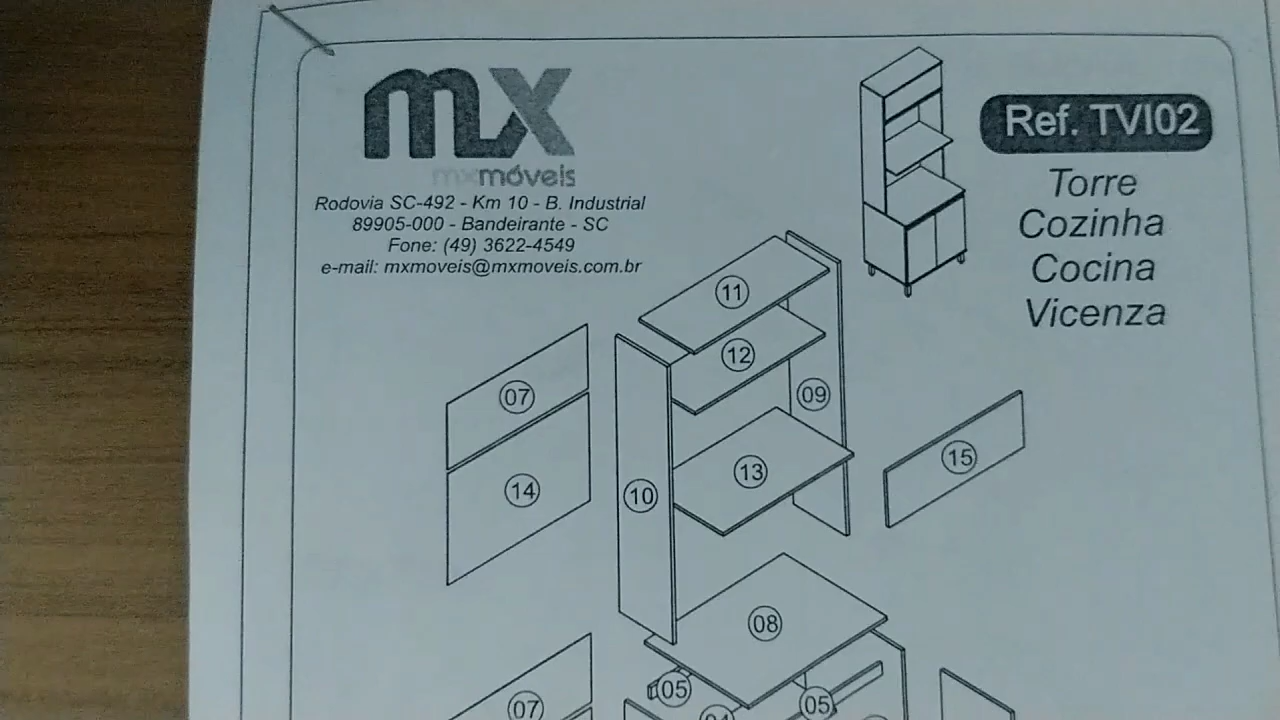 mx
mxmóveis
Rodovia SC-492 - Km 10 - B. Industrial
89905-000 - Bandeirante - SC
Fone: (49) 3622-4549
e-mail: mxmoveis@mxmoveis.com.br
Ref. TVI02
Torre
Cozinha
Cocina
Vicenza
11
12
07
09
13
15
14
10
08
05
05
07
04